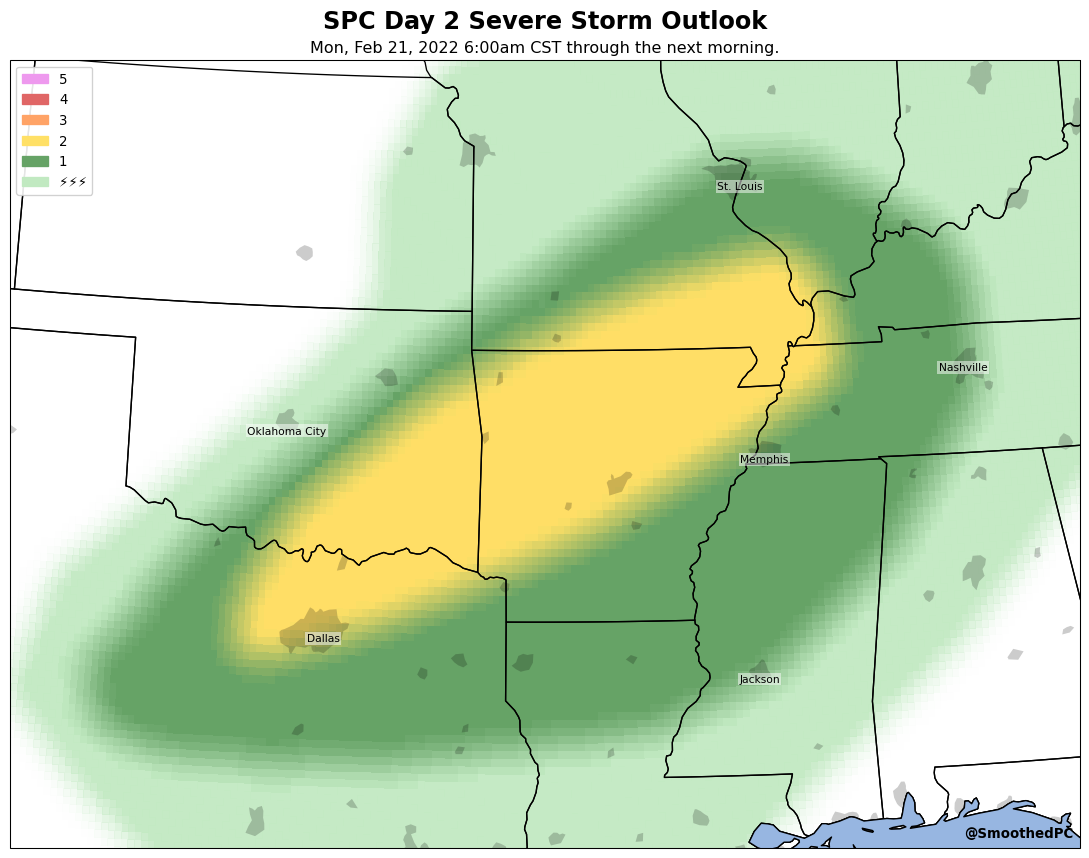 SPC Day 2 Severe Storm Outlook
Mon, Feb 21, 2022 6:00am CST through the next morning.
5
4
3
2
1
⚡⚡⚡
St. Louis
Nashville
Oklahoma City
Memphis
Dallas
Jackson
@SmoothedPC